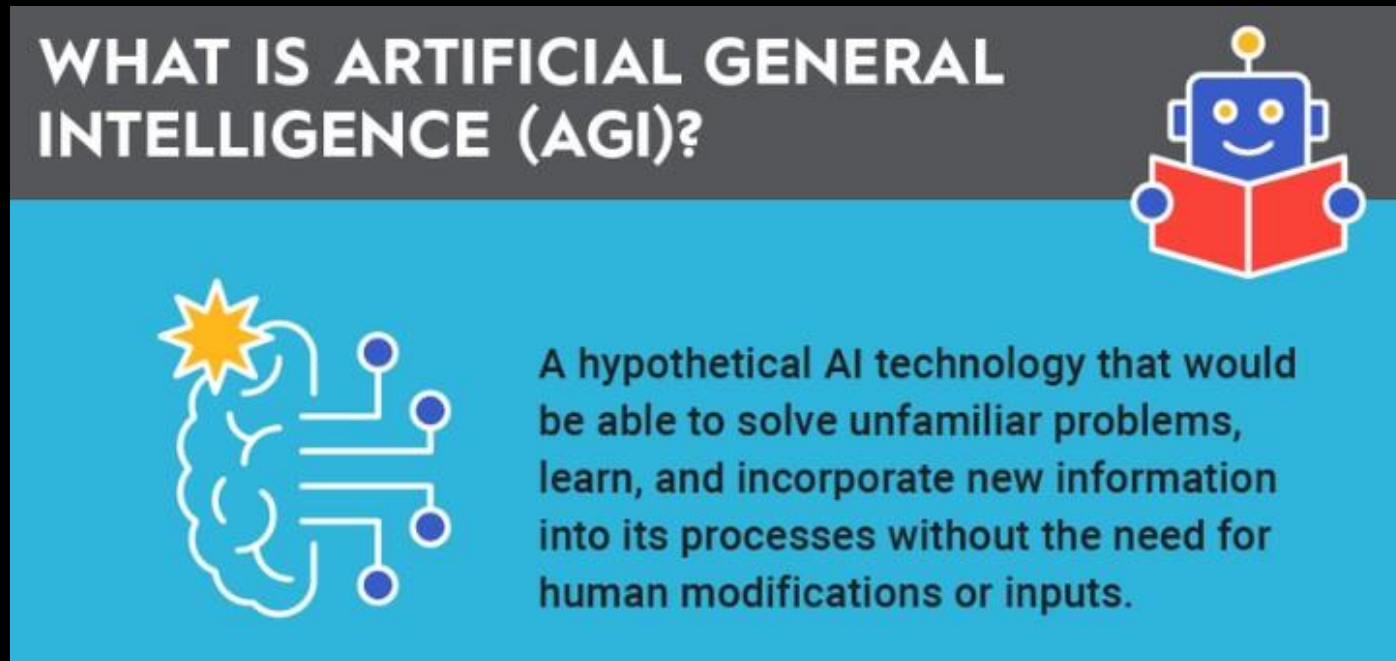 WHAT IS ARTIFICIAL GENERAL
INTELLIGENCE (AGI)?
A hypothetical AI technology that would
be able to solve unfamiliar problems,
learn, and incorporate new information
into its processes without the need for
human modifications or inputs.